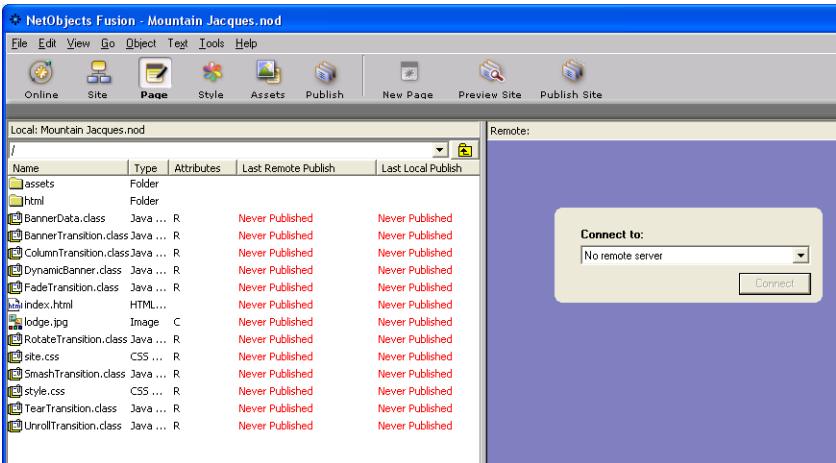 NetObjects Fusion - Mountain Jacques.nod
File Edit View Go Object Text Tools Help
Online Site Page Style Assets Publish New Page Preview Site Publish Site
Local: Mountain Jacques.nod
Remote:
/
Name Type Attributes Last Remote Publish Last Local Publish
assets Folder
html Folder
BannerData.class Java ... R Never Published Never Published
BannerTransition.class Java ... R Never Published Never Published
ColumnTransition.class Java ... R Never Published Never Published
DynamicBanner.class Java ... R Never Published Never Published
FadeTransition.class Java ... R Never Published Never Published
index.html HTML... Never Published Never Published
lodge.jpg Image C Never Published Never Published
RotateTransition.class Java ... R Never Published Never Published
site.css CSS ... R Never Published Never Published
SmashTransition.class Java ... R Never Published Never Published
style.css CSS ... R Never Published Never Published
TearTransition.class Java ... R Never Published Never Published
UnrollTransition.class Java ... R Never Published Never Published
Connect to:
No remote server
Connect